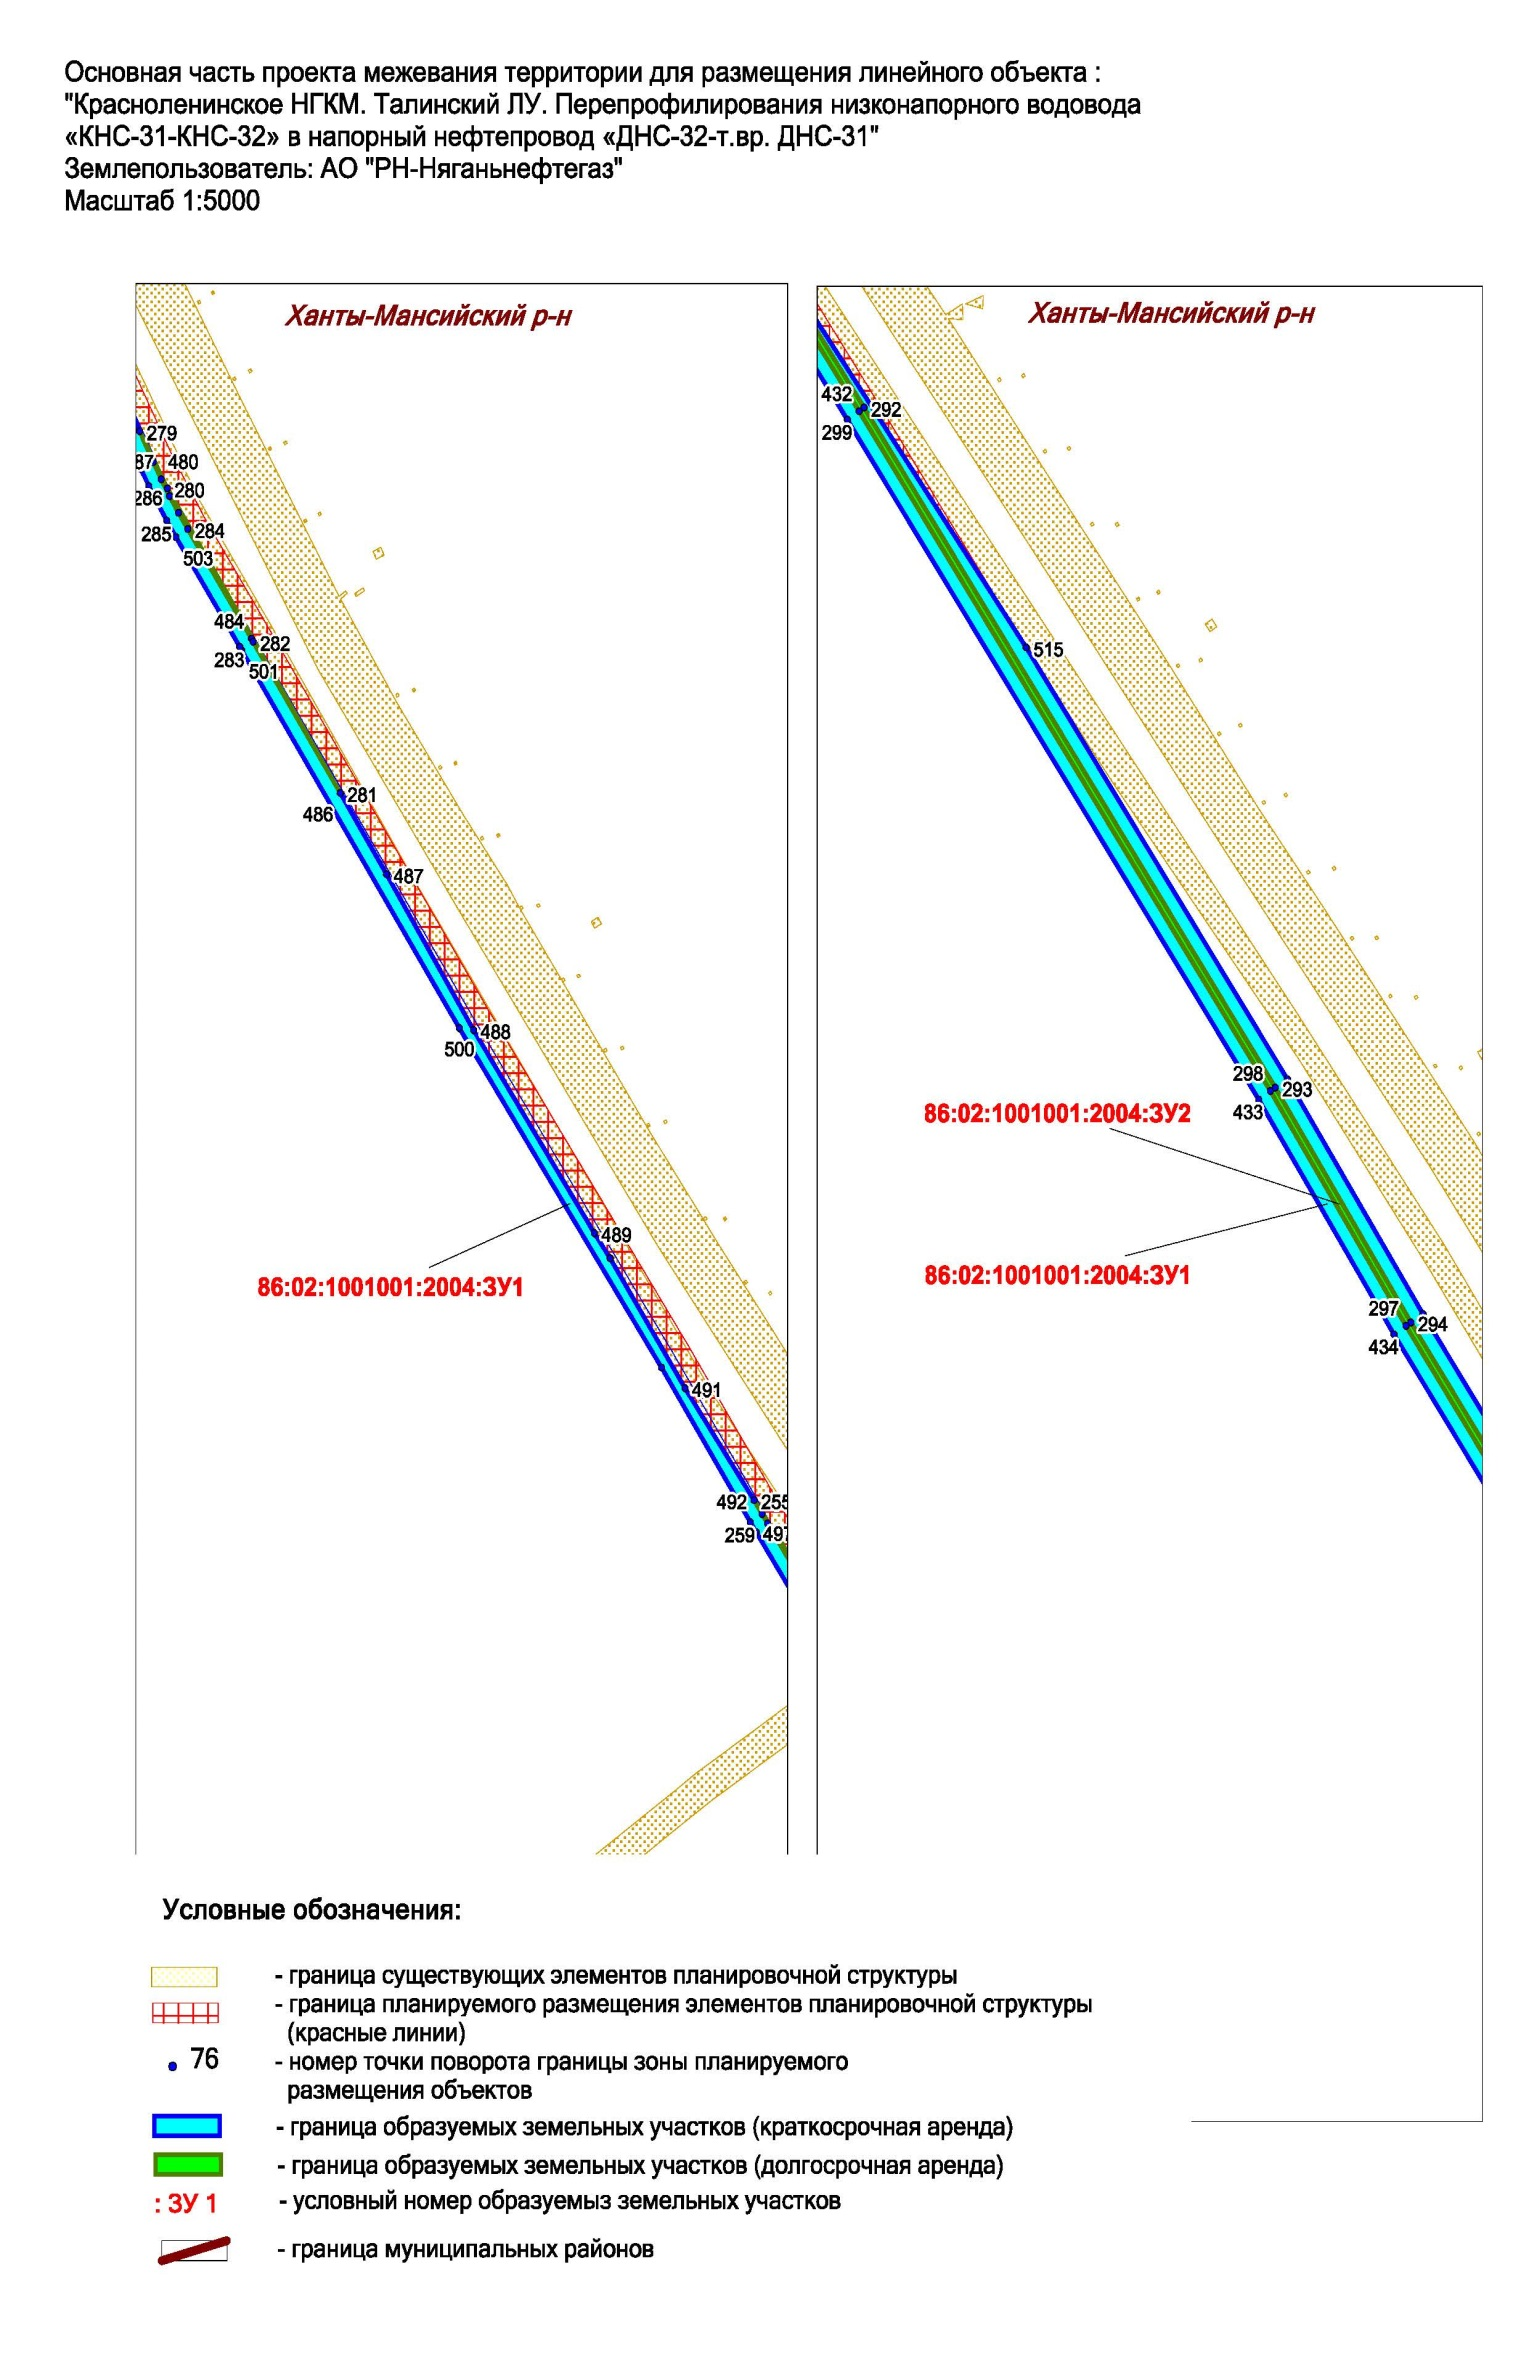 Основная часть проекта межевания территории для размещения линейного объекта :
"Красноленинское НГКМ. Талинский ЛУ. Перепрофилирования низконапорного водовода
«КНС-31-КНС-32» в напорный нефтепровод «ДНС-32-т.вр. ДНС-31"
Землепользователь: АО "РН-Няганьнефтегаз"
Масштаб 1:5000
Ханты-Мансийский р-н
279
87
480
286
280
285
284
503
484
282
283
501
281
486
487
488
500
489
86:02:1001001:2004:ЗУ1
491
492
255
259
497
Ханты-Мансийский р-н
432
292
299
515
298
293
433
86:02:1001001:2004:ЗУ2
86:02:1001001:2004:ЗУ1
297
294
434
Условные обозначения:
- граница существующих элементов планировочной структуры
- граница планируемого размещения элементов планировочной структуры
(красные линии)
76 - номер точки поворота границы зоны планируемого
размещения объектов
- граница образуемых земельных участков (краткосрочная аренда)
- граница образуемых земельных участков (долгосрочная аренда)
: ЗУ 1 - условный номер образуемыз земельных участков
- граница муниципальных районов